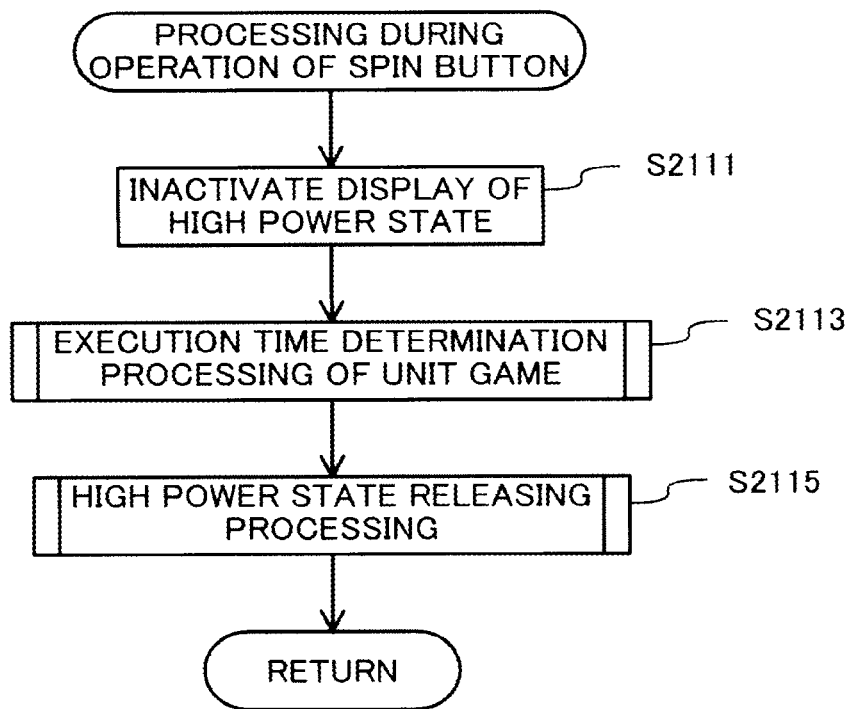 PROCESSING DURING
OPERATION OF SPIN BUTTON
S2111
INACTIVATE DISPLAY OF
HIGH POWER STATE
S2113
EXECUTION TIME DETERMINATION
PROCESSING OF UNIT GAME
S2115
HIGH POWER STATE RELEASING
PROCESSING
RETURN